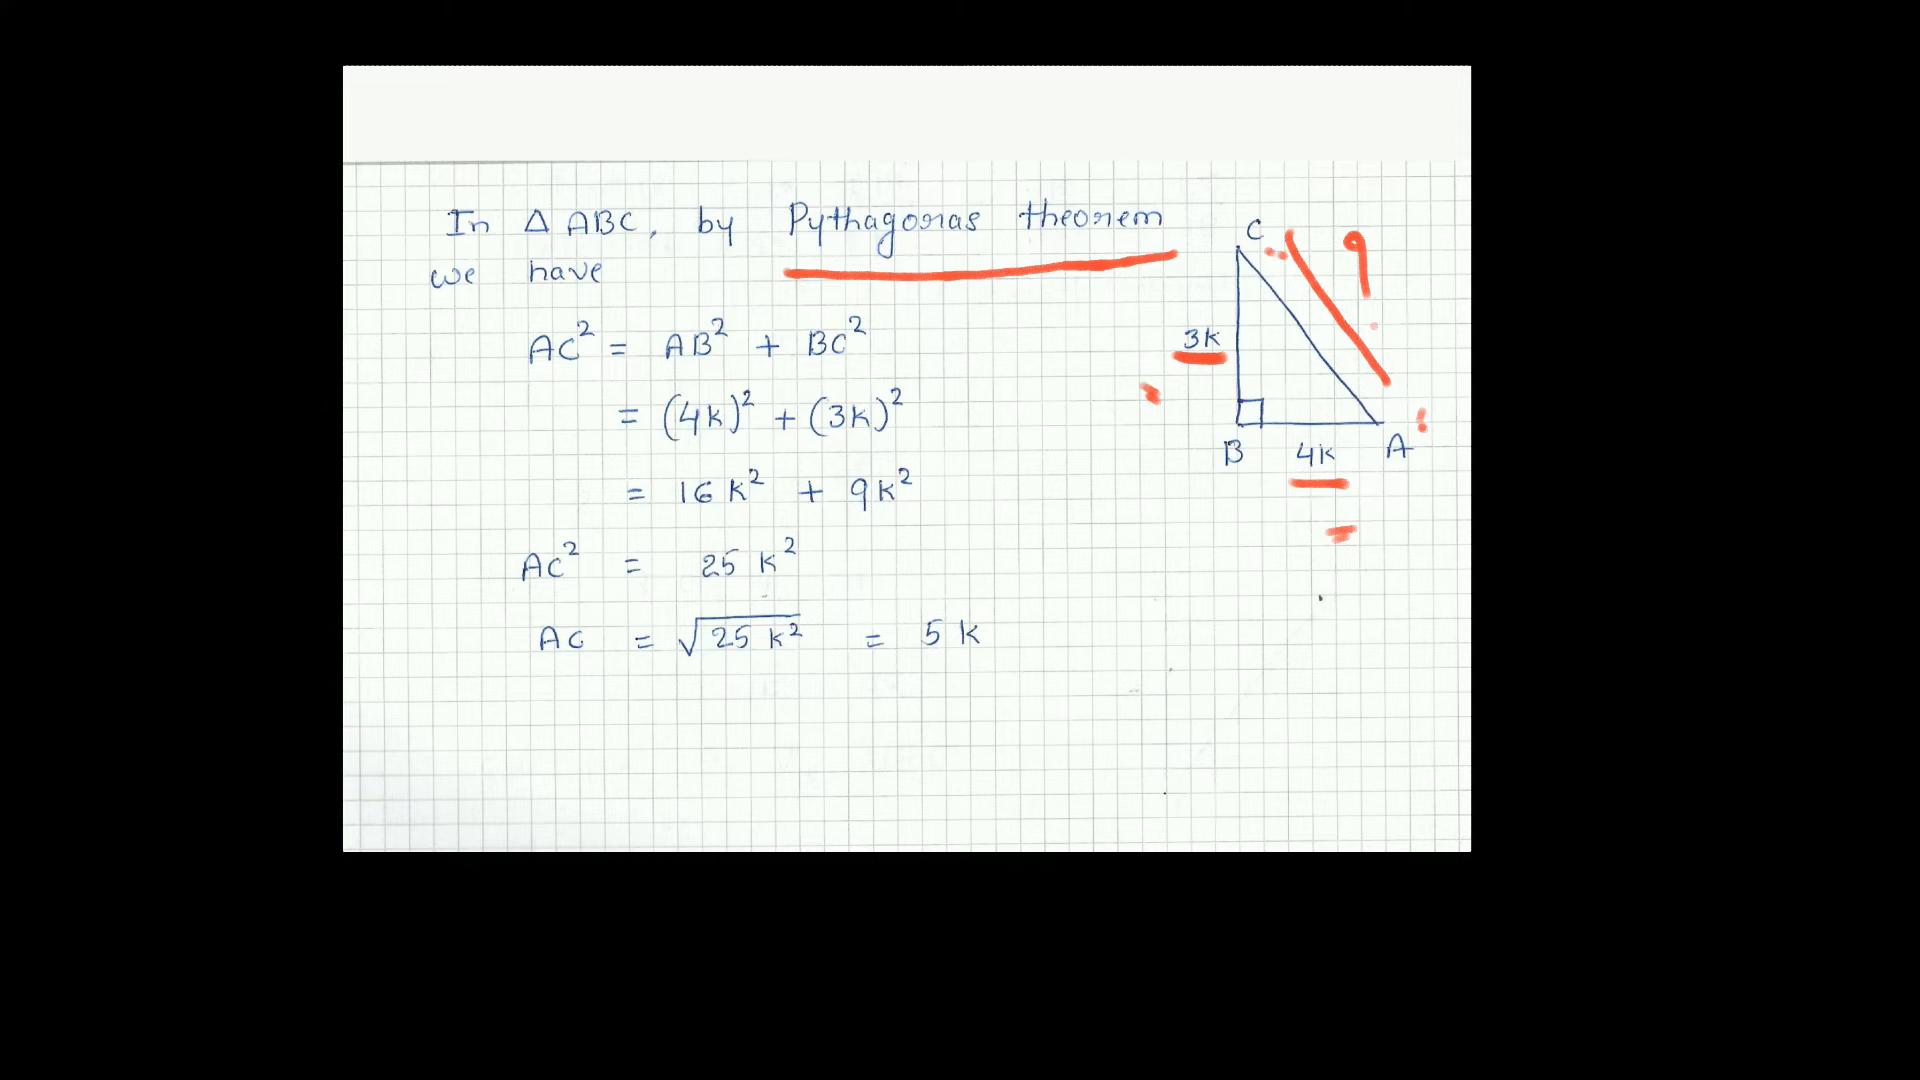 In Δ ABC, by Pythagoras theorem
we have
AC² = AB² + BC²
= (4k)² + (3k)²
= 16k² + 9k²
AC² = 25k²
AC = √25k² = 5k
C
9
3k
B 4k A